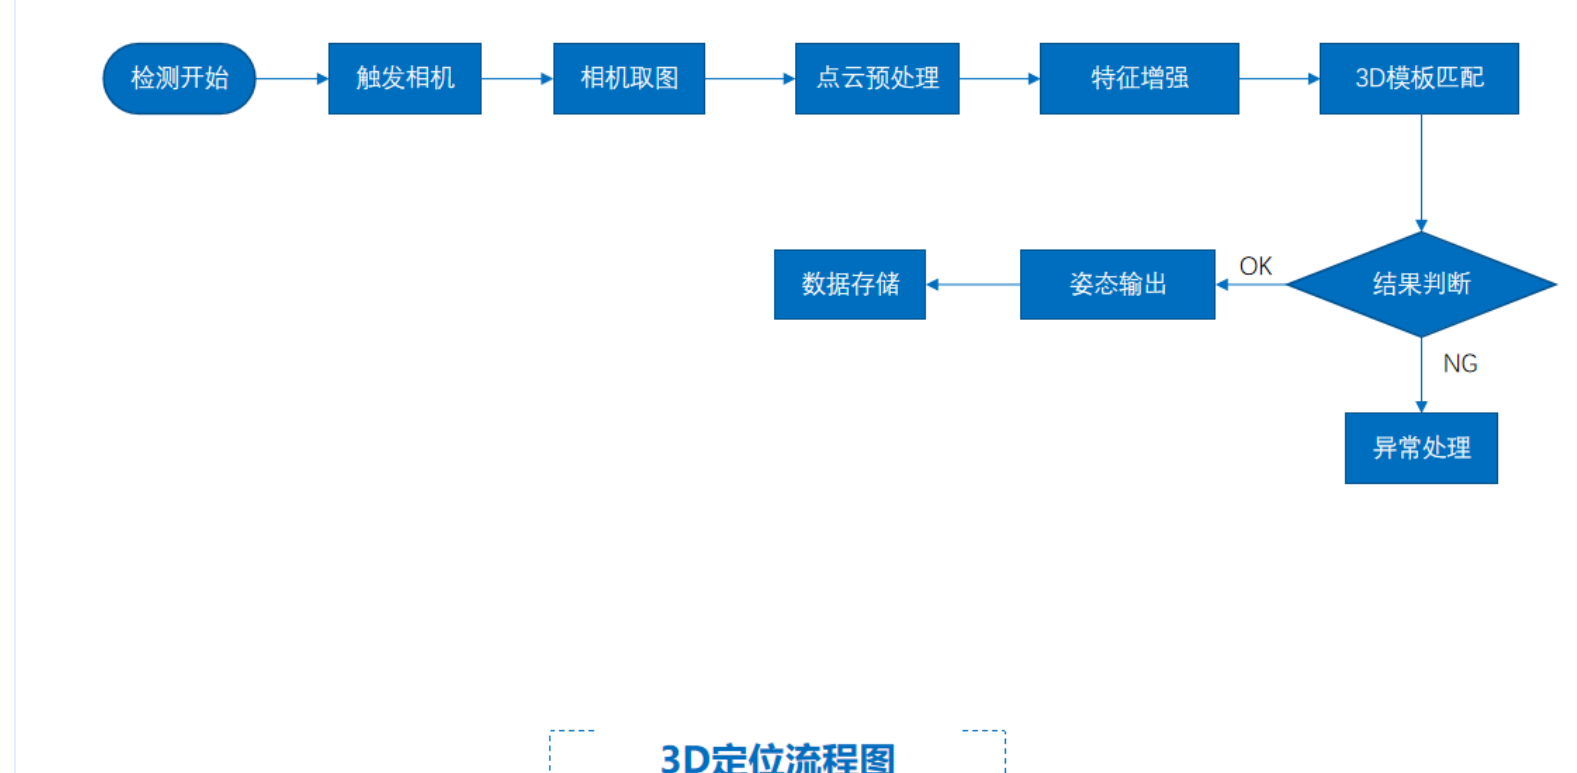 检测开始
触发相机
相机取图
点云预处理
特征增强
3D模板匹配
数据存储
姿态输出
OK
结果判断
NG
异常处理
3D定位流程图